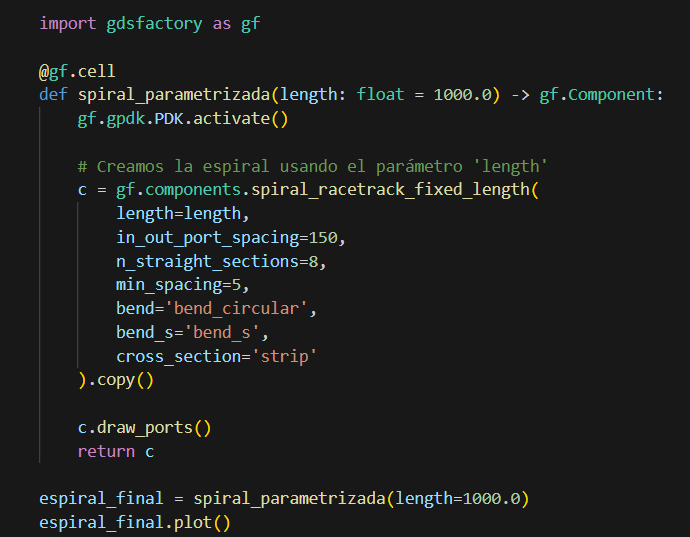 import gdsfactory as gf
@gf.cell
def spiral_parametrizada(length: float = 1000.0) -> gf.Component:
gf.gpdk.PDK.activate()
# Creamos la espiral usando el parámetro 'length'
c = gf.components.spiral_racetrack_fixed_length(
length=length,
in_out_port_spacing=150,
n_straight_sections=8,
min_spacing=5,
bend='bend_circular',
bend_s='bend_s',
cross_section='strip'
).copy()
c.draw_ports()
return c
espiral_final = spiral_parametrizada(length=1000.0)
espiral_final.plot()